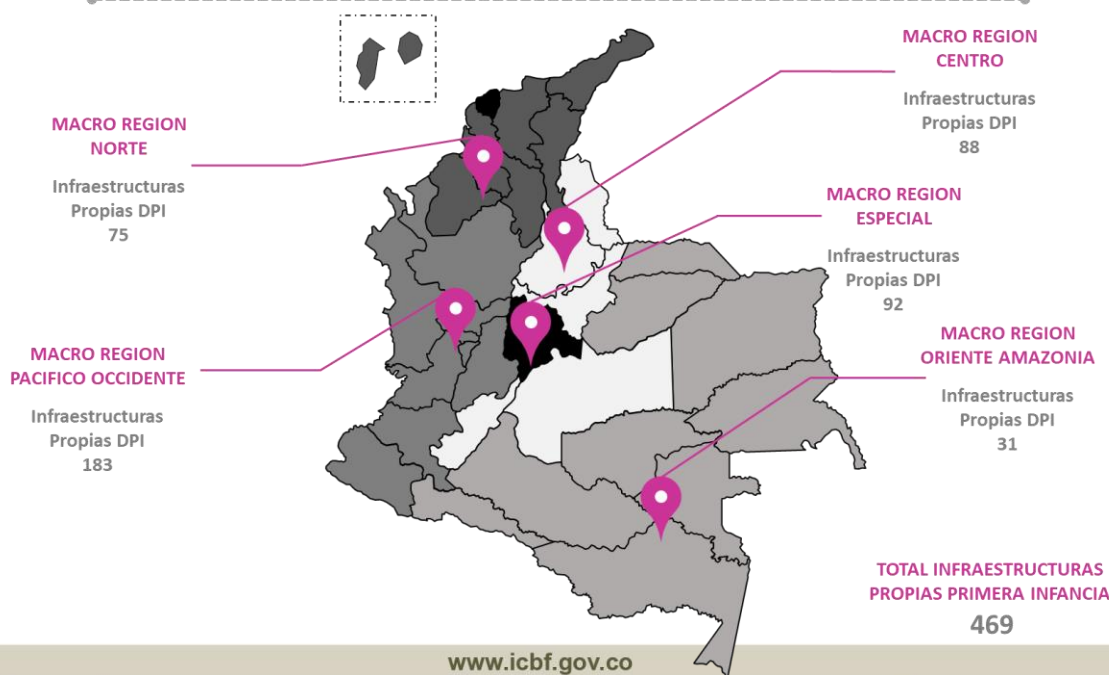 MACRO REGION
CENTRO
Infraestructuras
Propias DPI
88
MACRO REGION
NORTE
Infraestructuras
Propias DPI
75
MACRO REGION
ESPECIAL
Infraestructuras
Propias DPI
92
MACRO REGION
ORIENTE AMAZONIA
Infraestructuras
Propias DPI
31
MACRO REGION
PACIFICO OCCIDENTE
Infraestructuras
Propias DPI
183
TOTAL INFRAESTRUCTURAS
PROPIAS PRIMERA INFANCIA
469
www.icbf.gov.co